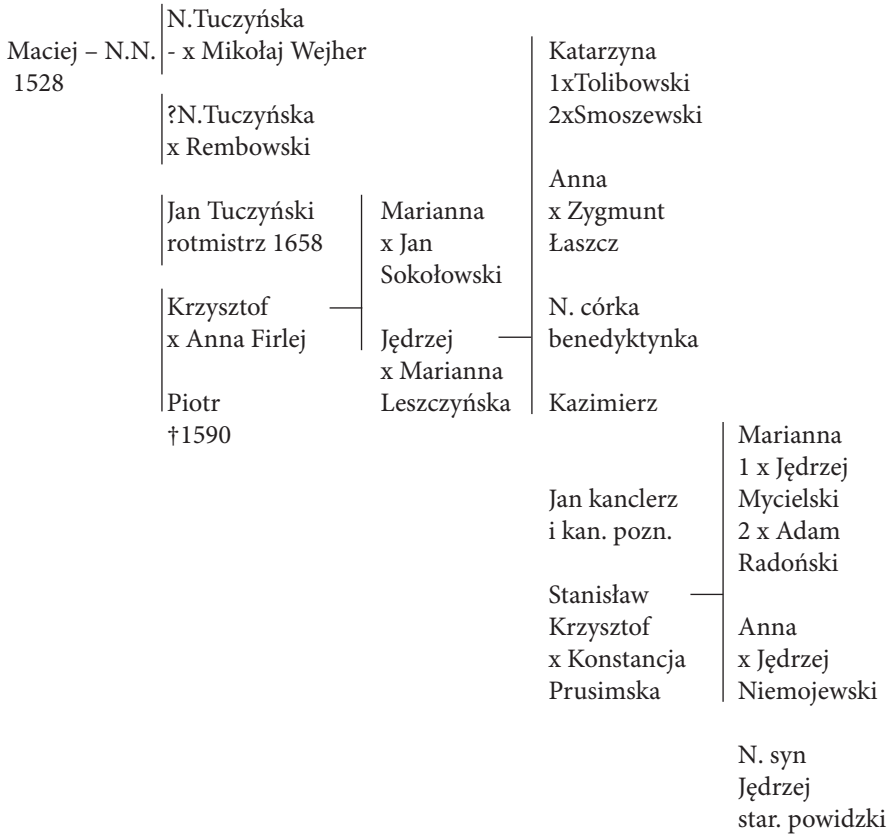 Maciej – N.N.
1528
N.Tuczyńska
- x Mikołaj Wejher
?N.Tuczyńska
x Rembowski
Jan Tuczyński
rotmistrz 1658
Krzysztof
x Anna Firlej
Piotr
†1590
Marianna
x Jan
Sokołowski
Jędrzej
x Marianna
Leszczyńska
Katarzyna
1xTolibowski
2xSmoszewski
Anna
x Zygmunt
Łaszcz
N. córka
benedyktynka
Kazimierz
Jan kanclerz
i kan. pozn.
Stanisław
Krzysztof
x Konstancja
Prusimska
Marianna
1 x Jędrzej
Mycielski
2 x Adam
Radoński
Anna
x Jędrzej
Niemojewski
N. syn
Jędrzej
star. powidzki